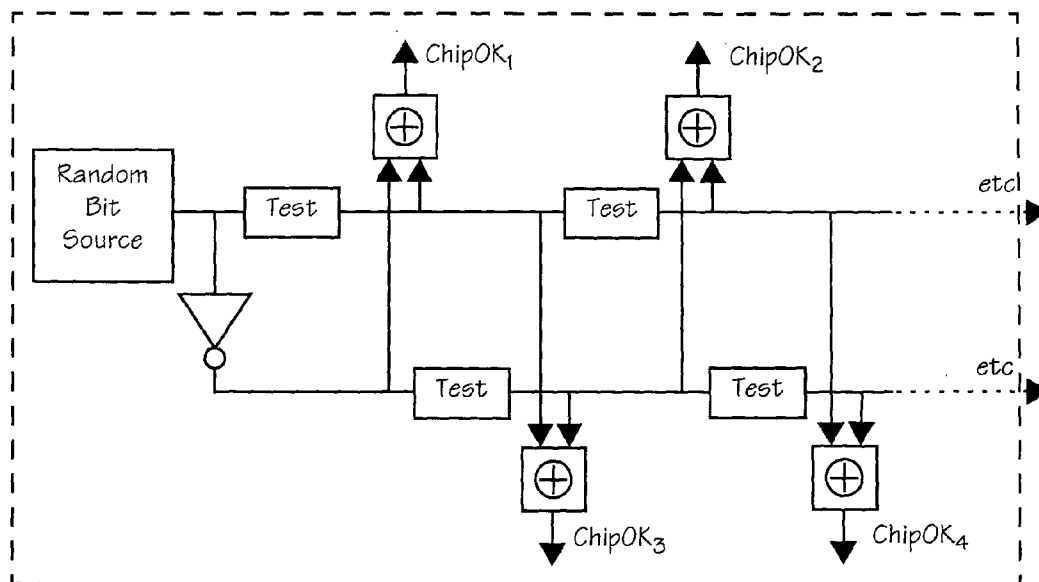 ChipOK1
ChipOK2
Random
Bit
Source
Test
Test
etc
Test
Test
etc
ChipOK3
ChipOK4